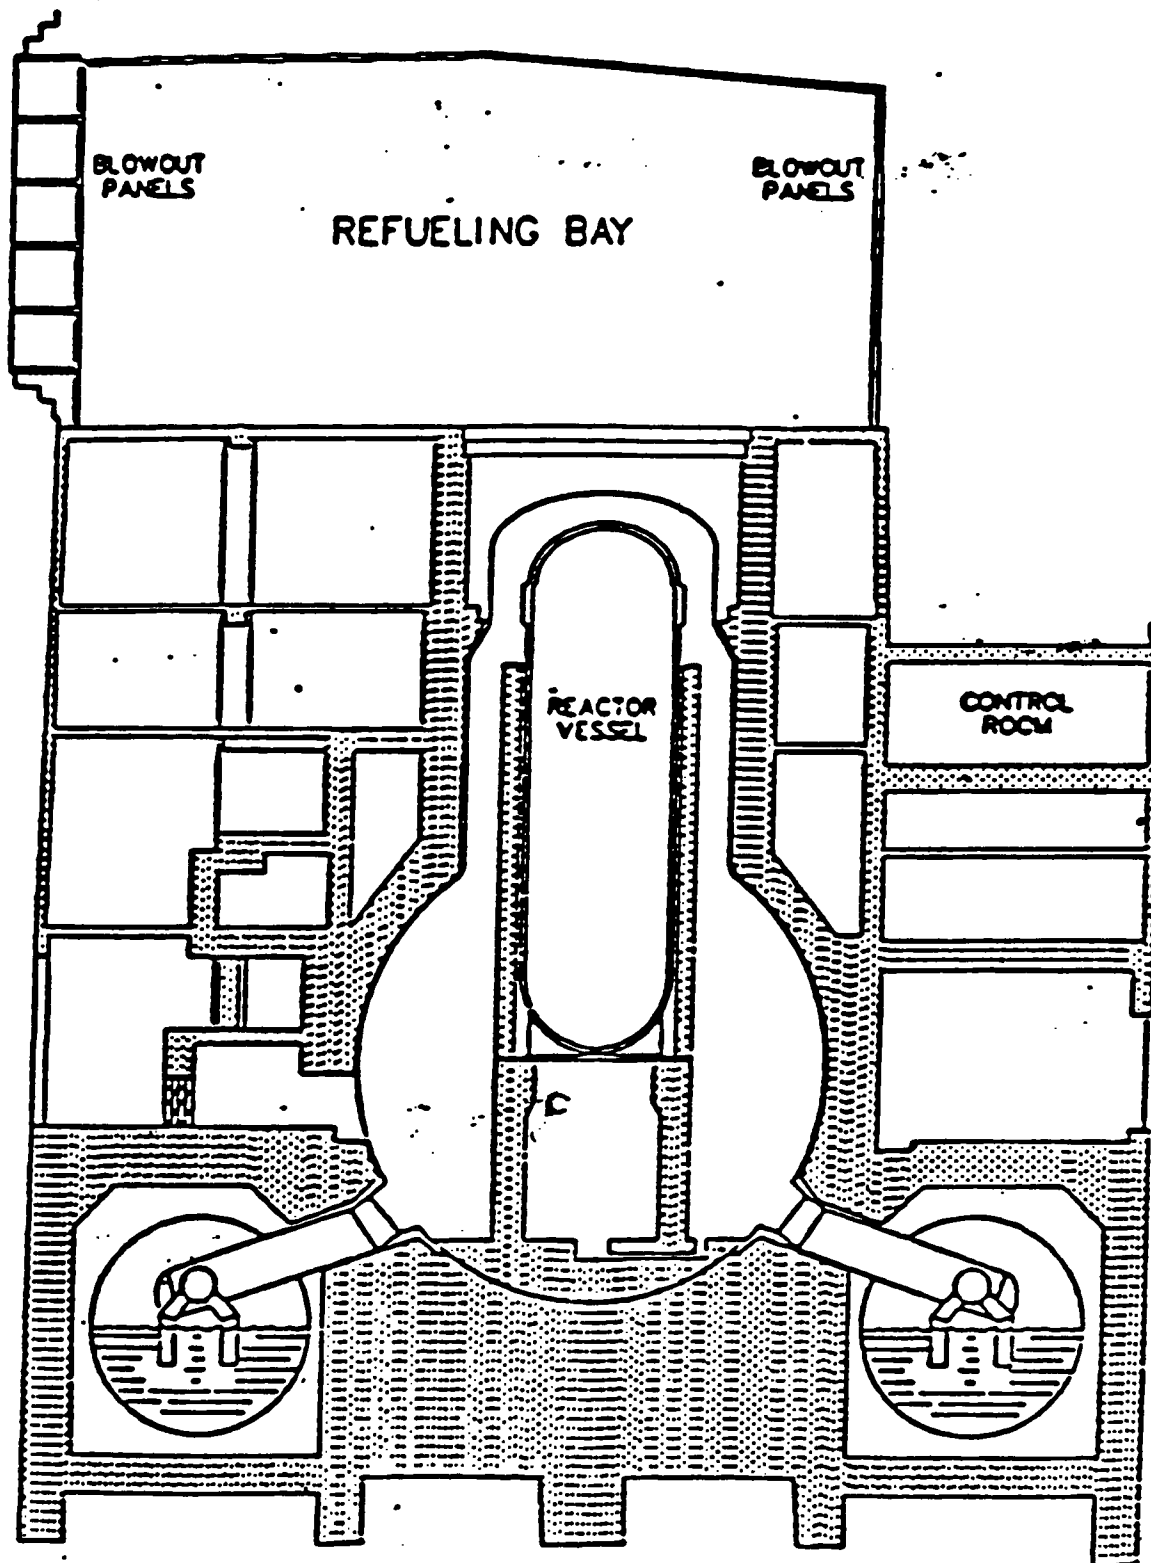 BLOWOUT
PANELS
BLOWOUT
PANELS
REFUELING BAY
REACTOR
VESSEL
CONTROL
ROOM